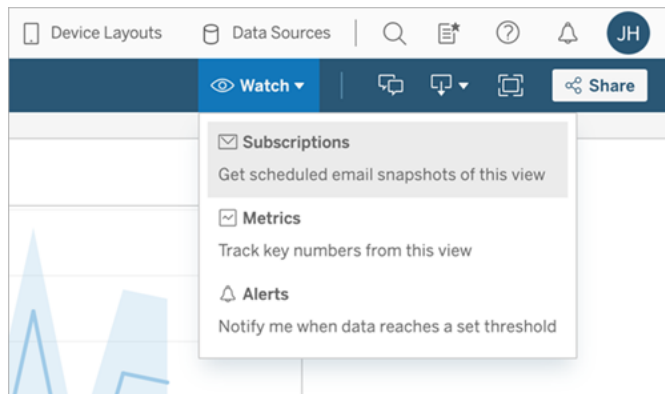 Device Layouts Data Sources JH
Watch Share
Subscriptions
Get scheduled email snapshots of this view
Metrics
Track key numbers from this view
Alerts
Notify me when data reaches a set threshold